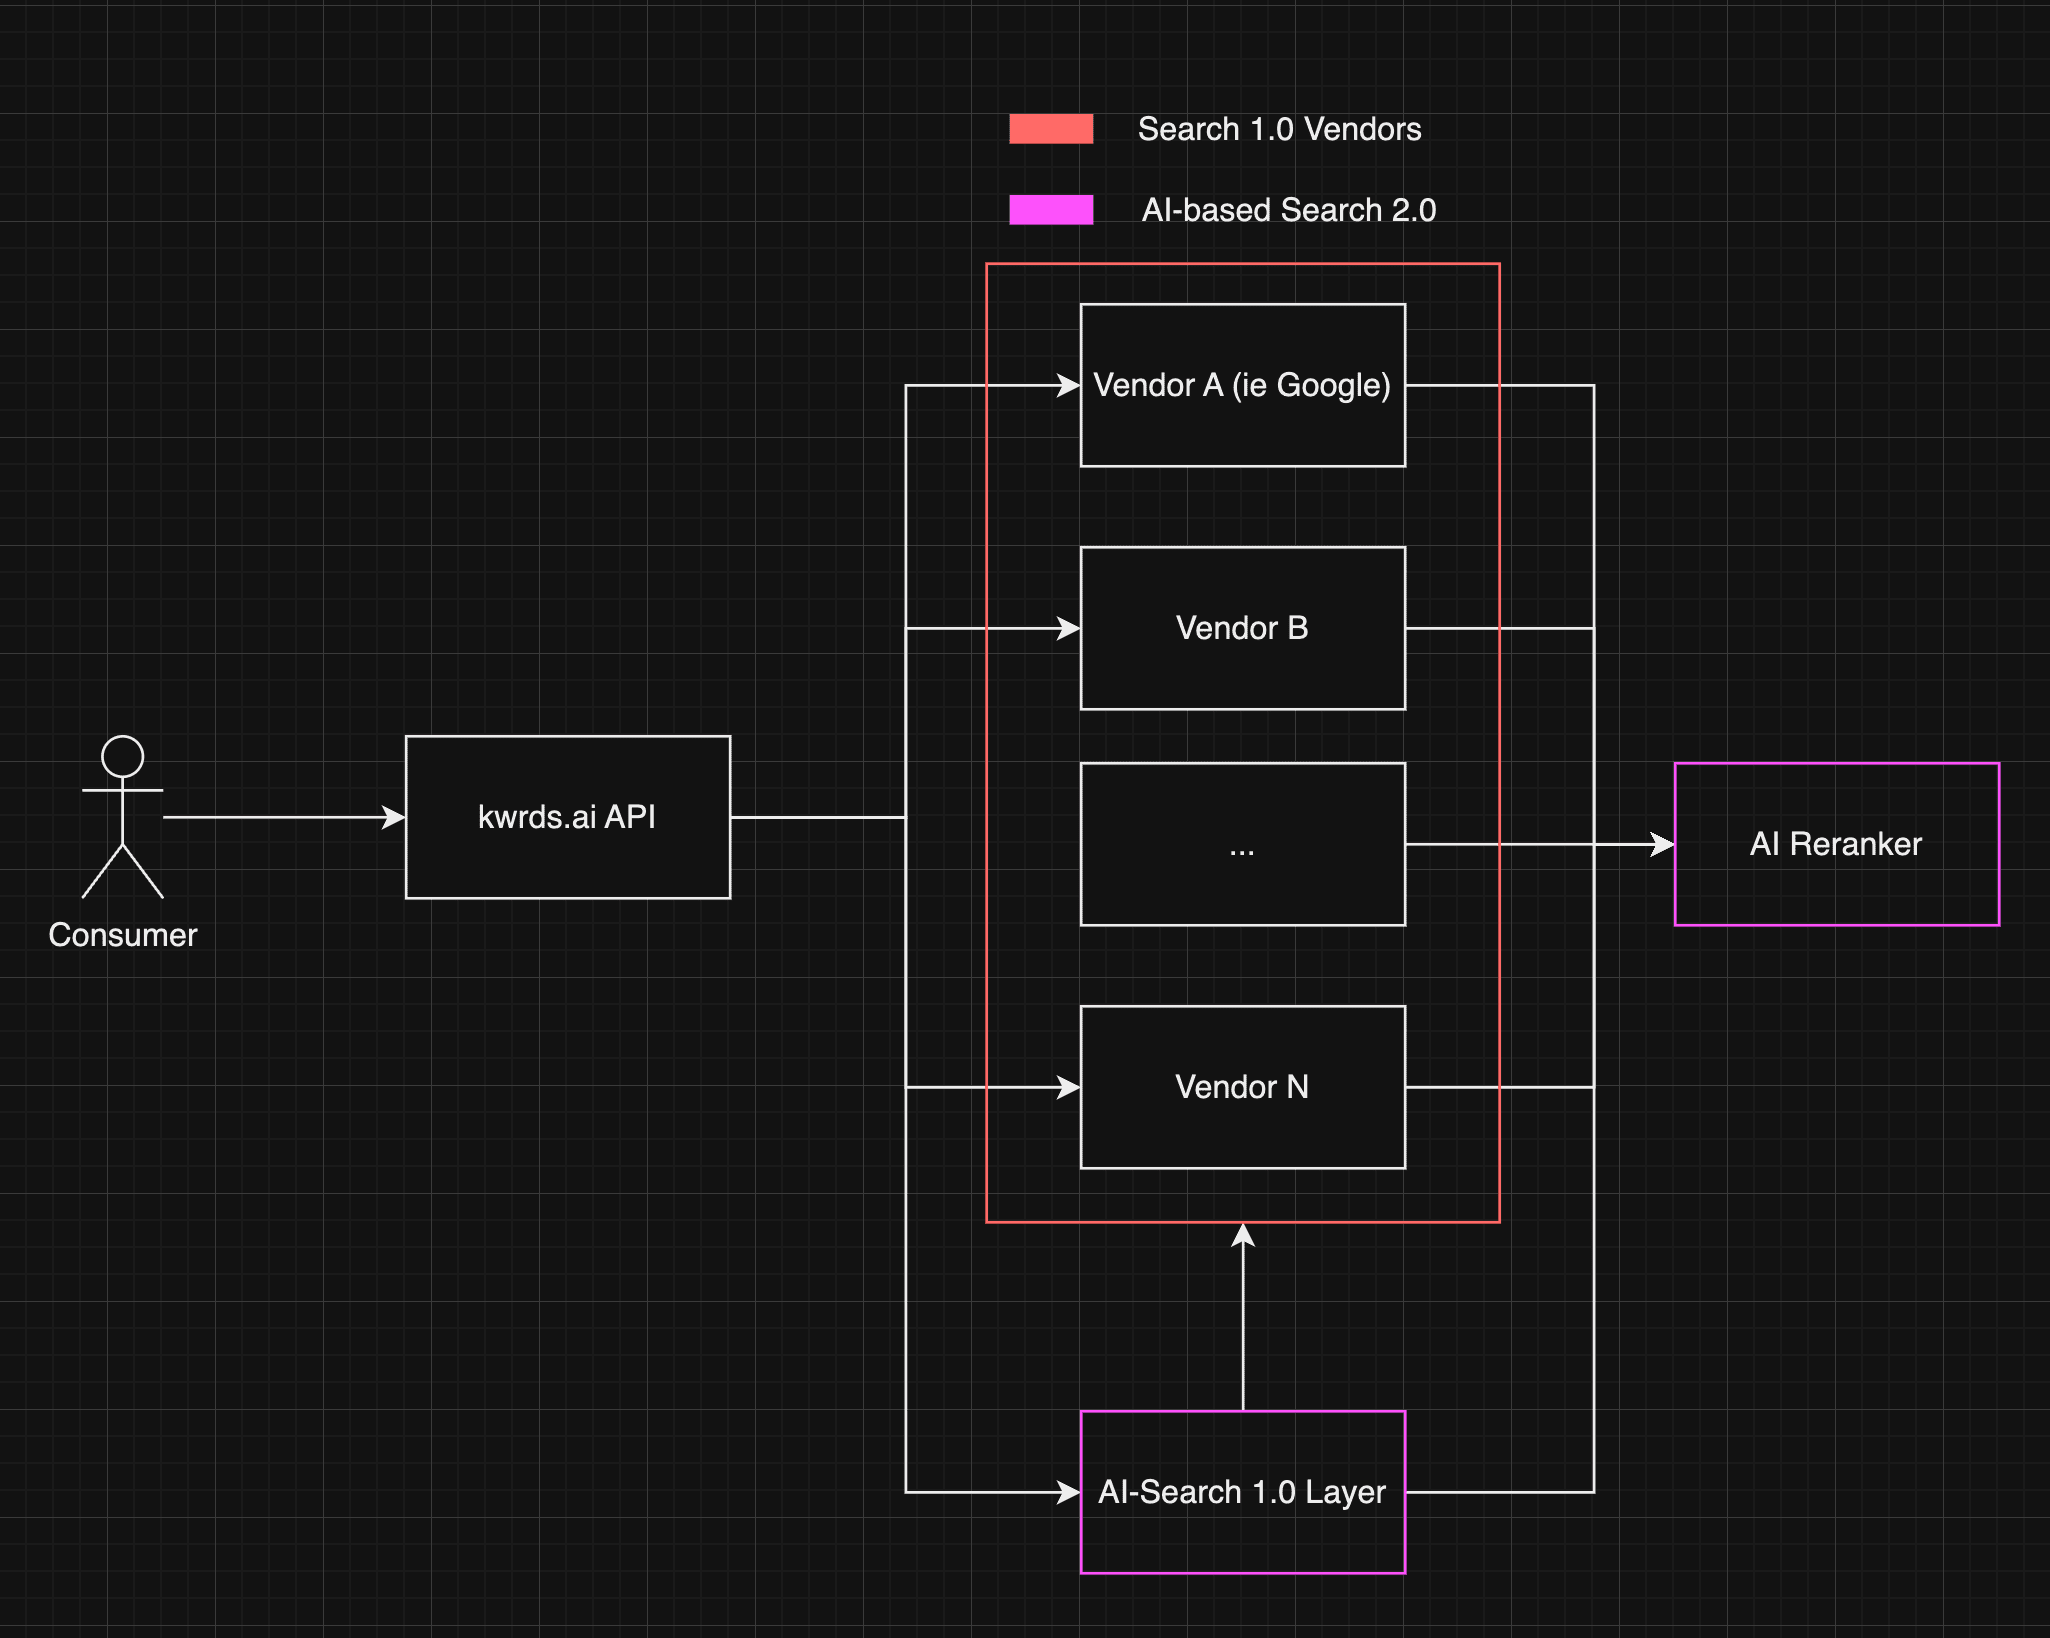 Search 1.0 Vendors
AI-based Search 2.0
Vendor A (ie Google)
Vendor B
kwrds.ai API
...
AI Reranker
Consumer
Vendor N
AI-Search 1.0 Layer